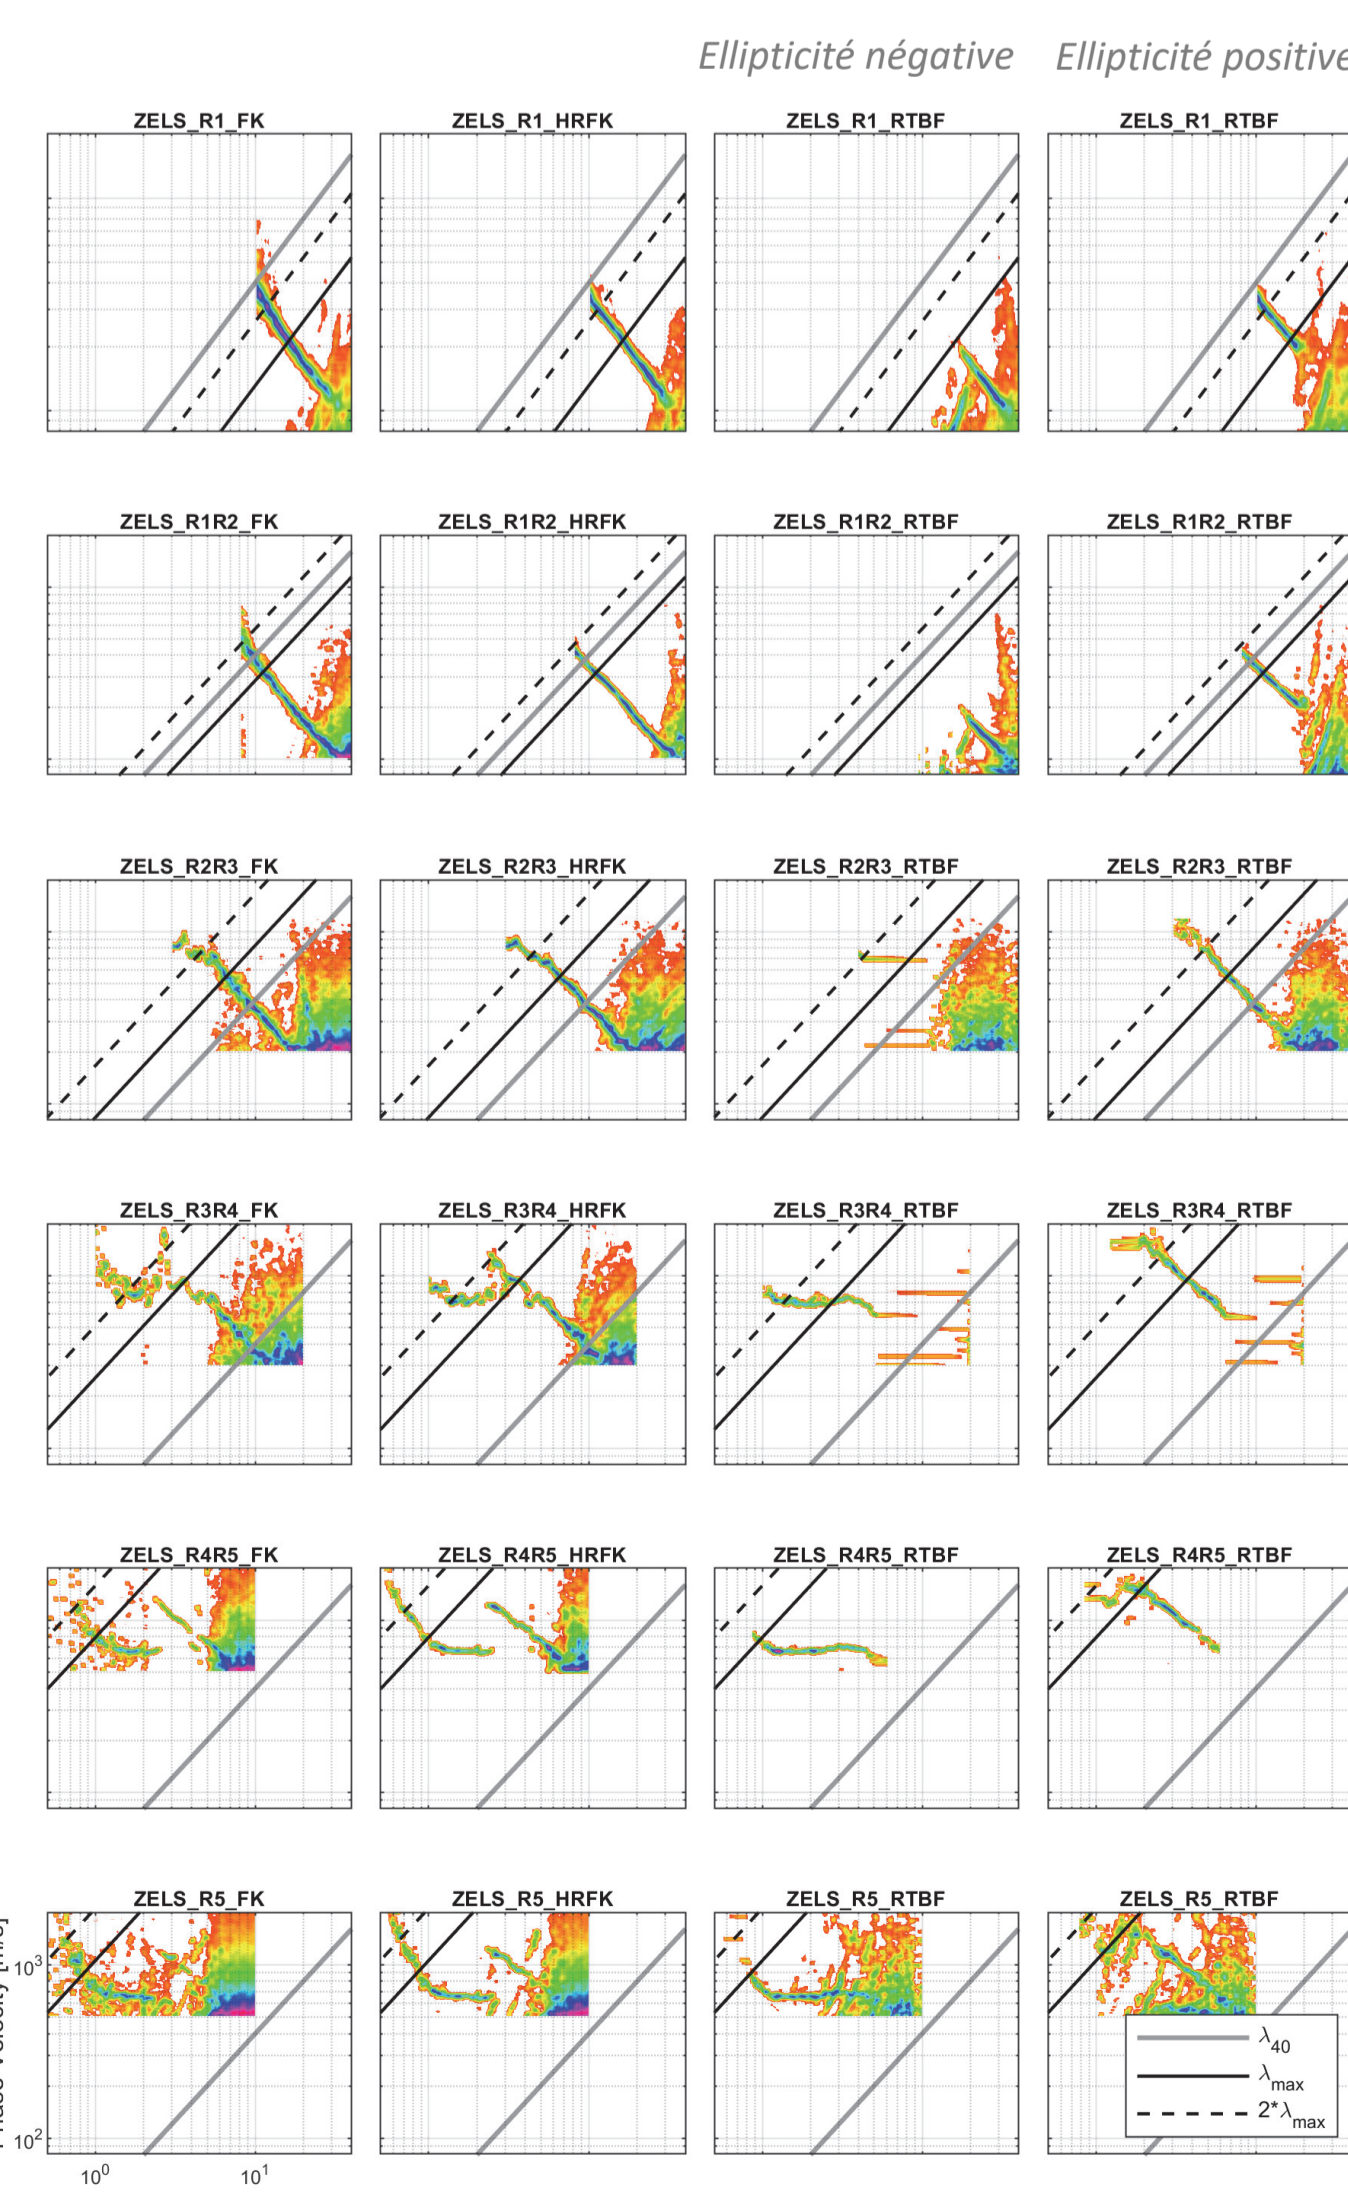 Ellipticité négative Ellipticité positive
ZELS_R1_FK ZELS_R1_HRFK ZELS_R1_RTBF ZELS_R1_RTBF
ZELS_R1R2_FK ZELS_R1R2_HRFK ZELS_R1R2_RTBF ZELS_R1R2_RTBF
ZELS_R2R3_FK ZELS_R2R3_HRFK ZELS_R2R3_RTBF ZELS_R2R3_RTBF
ZELS_R3R4_FK ZELS_R3R4_HRFK ZELS_R3R4_RTBF ZELS_R3R4_RTBF
ZELS_R4R5_FK ZELS_R4R5_HRFK ZELS_R4R5_RTBF ZELS_R4R5_RTBF
ZELS_R5_FK ZELS_R5_HRFK ZELS_R5_RTBF ZELS_R5_RTBF
10³
λ40
λmax
2*λmax
10²
10⁰ 10¹